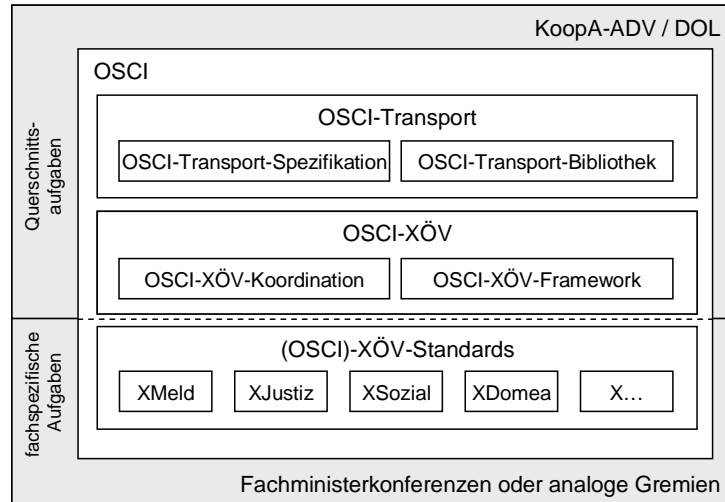 KoopA-ADV / DOL
OSCI
OSCI-Transport
OSCI-Transport-Spezifikation
OSCI-Transport-Bibliothek
Querschnitts-
aufgaben
OSCI-XÖV
OSCI-XÖV-Koordination
OSCI-XÖV-Framework
fachspezifische
Aufgaben
(OSCI)-XÖV-Standards
XMeld
XJustiz
XSozial
XDomea
X…
Fachministerkonferenzen oder analoge Gremien